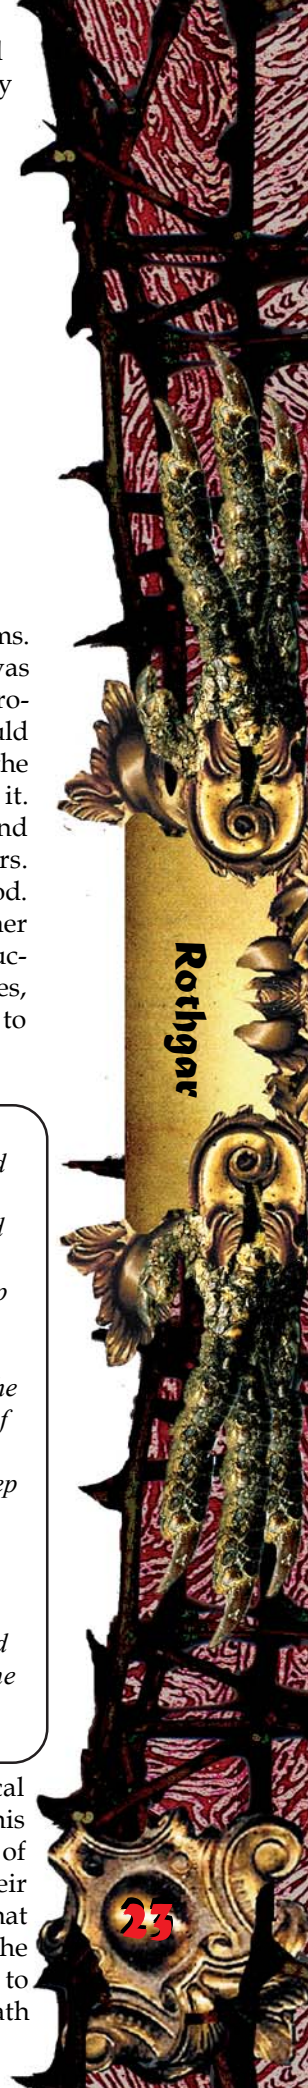 l
y
ms.
was
ro-
uld
he
it.
nd
rs.
od.
her
uc-
es,
to
d
d
p
ne
f
ep
d
ne
cal
his
of
eir
hat
he
to
ath
Rothgar
23